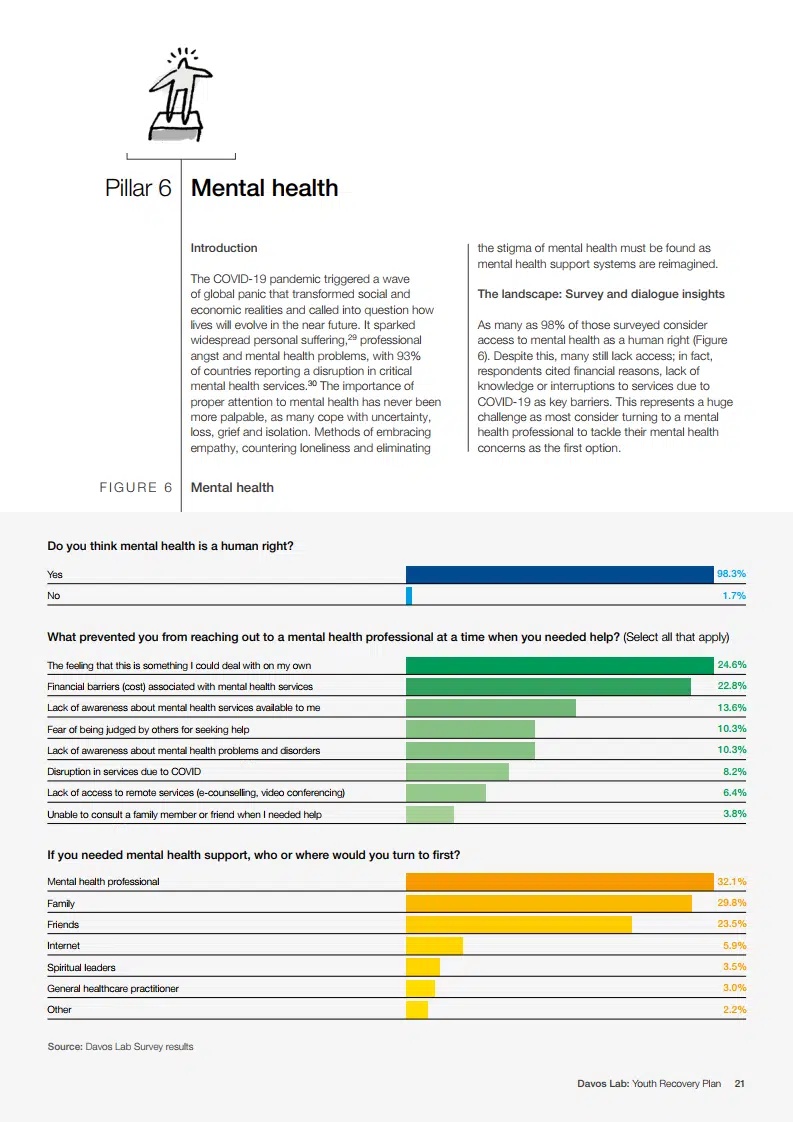 Pillar 6
Mental health
Introduction
The COVID-19 pandemic triggered a wave
of global panic that transformed social and
economic realities and called into question how
lives will evolve in the near future. It sparked
widespread personal suffering,²⁹ professional
angst and mental health problems, with 93%
of countries reporting a disruption in critical
mental health services.³⁰ The importance of
proper attention to mental health has never been
more palpable, as many cope with uncertainty,
loss, grief and isolation. Methods of embracing
empathy, countering loneliness and eliminating
the stigma of mental health must be found as
mental health support systems are reimagined.
The landscape: Survey and dialogue insights
As many as 98% of those surveyed consider
access to mental health as a human right (Figure
6). Despite this, many still lack access; in fact,
respondents cited financial reasons, lack of
knowledge or interruptions to services due to
COVID-19 as key barriers. This represents a huge
challenge as most consider turning to a mental
health professional to tackle their mental health
concerns as the first option.
FIGURE 6 Mental health
Do you think mental health is a human right?
Yes 98.3%
No 1.7%
What prevented you from reaching out to a mental health professional at a time when you needed help? (Select all that apply)
The feeling that this is something I could deal with on my own 24.6%
Financial barriers (cost) associated with mental health services 22.8%
Lack of awareness about mental health services available to me 13.6%
Fear of being judged by others for seeking help 10.3%
Lack of awareness about mental health problems and disorders 10.3%
Disruption in services due to COVID 8.2%
Lack of access to remote services (e-counselling, video conferencing) 6.4%
Unable to consult a family member or friend when I needed help 3.8%
If you needed mental health support, who or where would you turn to first?
Mental health professional 32.1%
Family 29.8%
Friends 23.5%
Internet 5.9%
Spiritual leaders 3.5%
General healthcare practitioner 3.0%
Other 2.2%
Source: Davos Lab Survey results
Davos Lab: Youth Recovery Plan 21